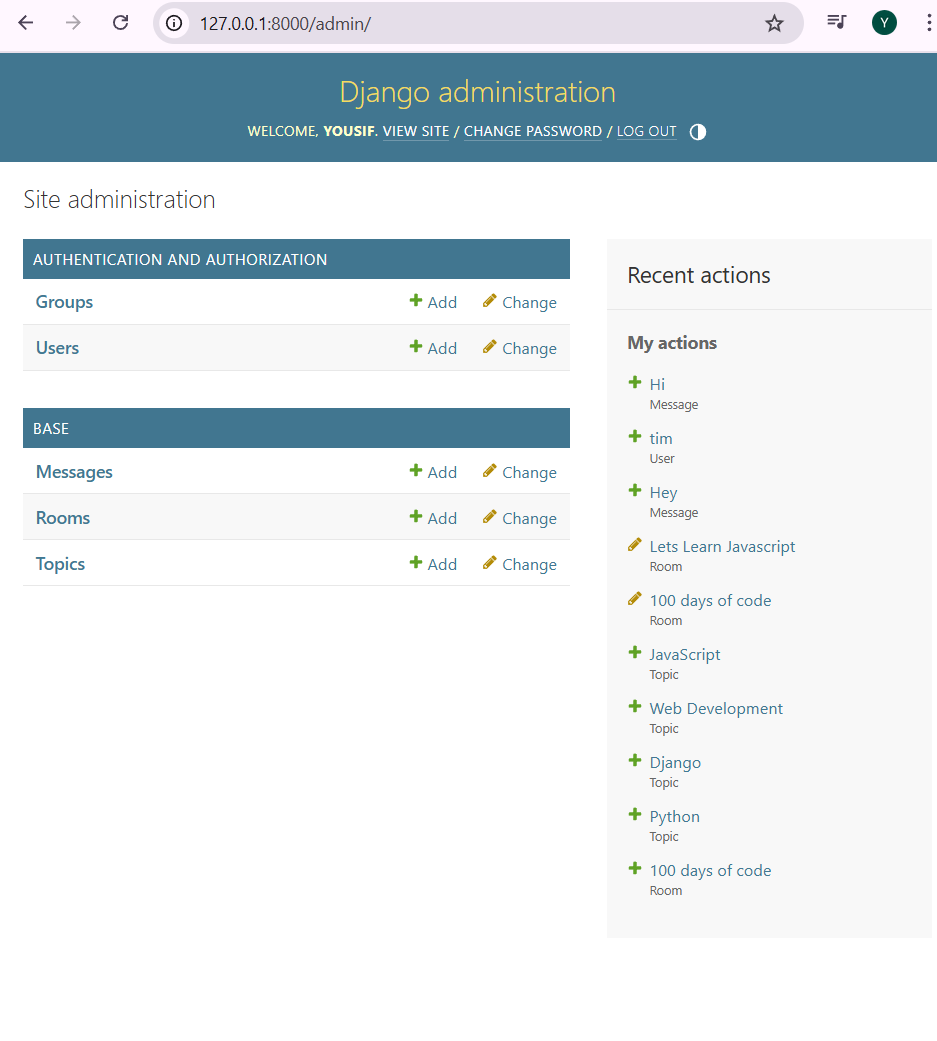 127.0.0.1:8000/admin/
Y
Django administration
WELCOME, YOUSIF. VIEW SITE / CHANGE PASSWORD / LOG OUT
Site administration
AUTHENTICATION AND AUTHORIZATION
Groups Add Change
Users Add Change
BASE
Messages Add Change
Rooms Add Change
Topics Add Change
Recent actions
My actions
Hi
Message
tim
User
Hey
Message
Lets Learn Javascript
Room
100 days of code
Room
JavaScript
Topic
Web Development
Topic
Django
Topic
Python
Topic
100 days of code
Room